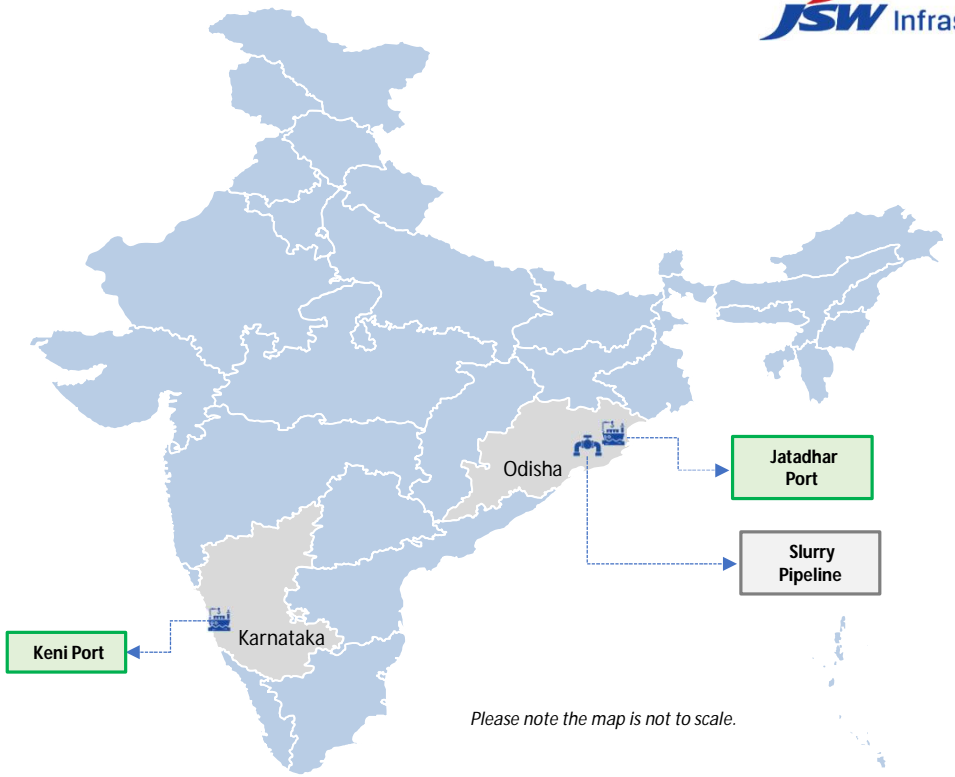 JSW Infras
Jatadhar
Port
Odisha
Slurry
Pipeline
Karnataka
Keni Port
Please note the map is not to scale.